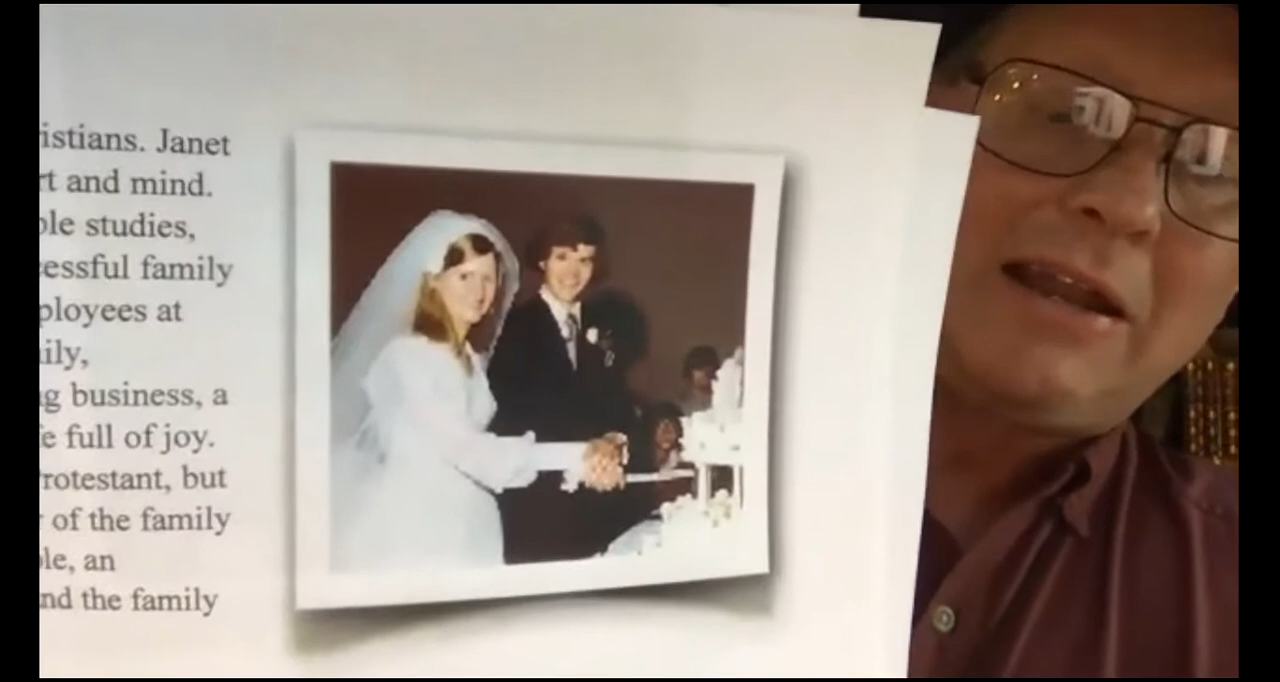 istians. Janet
rt and mind.
ble studies,
essful family
ployees at
ily,
g business, a
e full of joy.
rotestant, but
of the family
le, an
nd the family